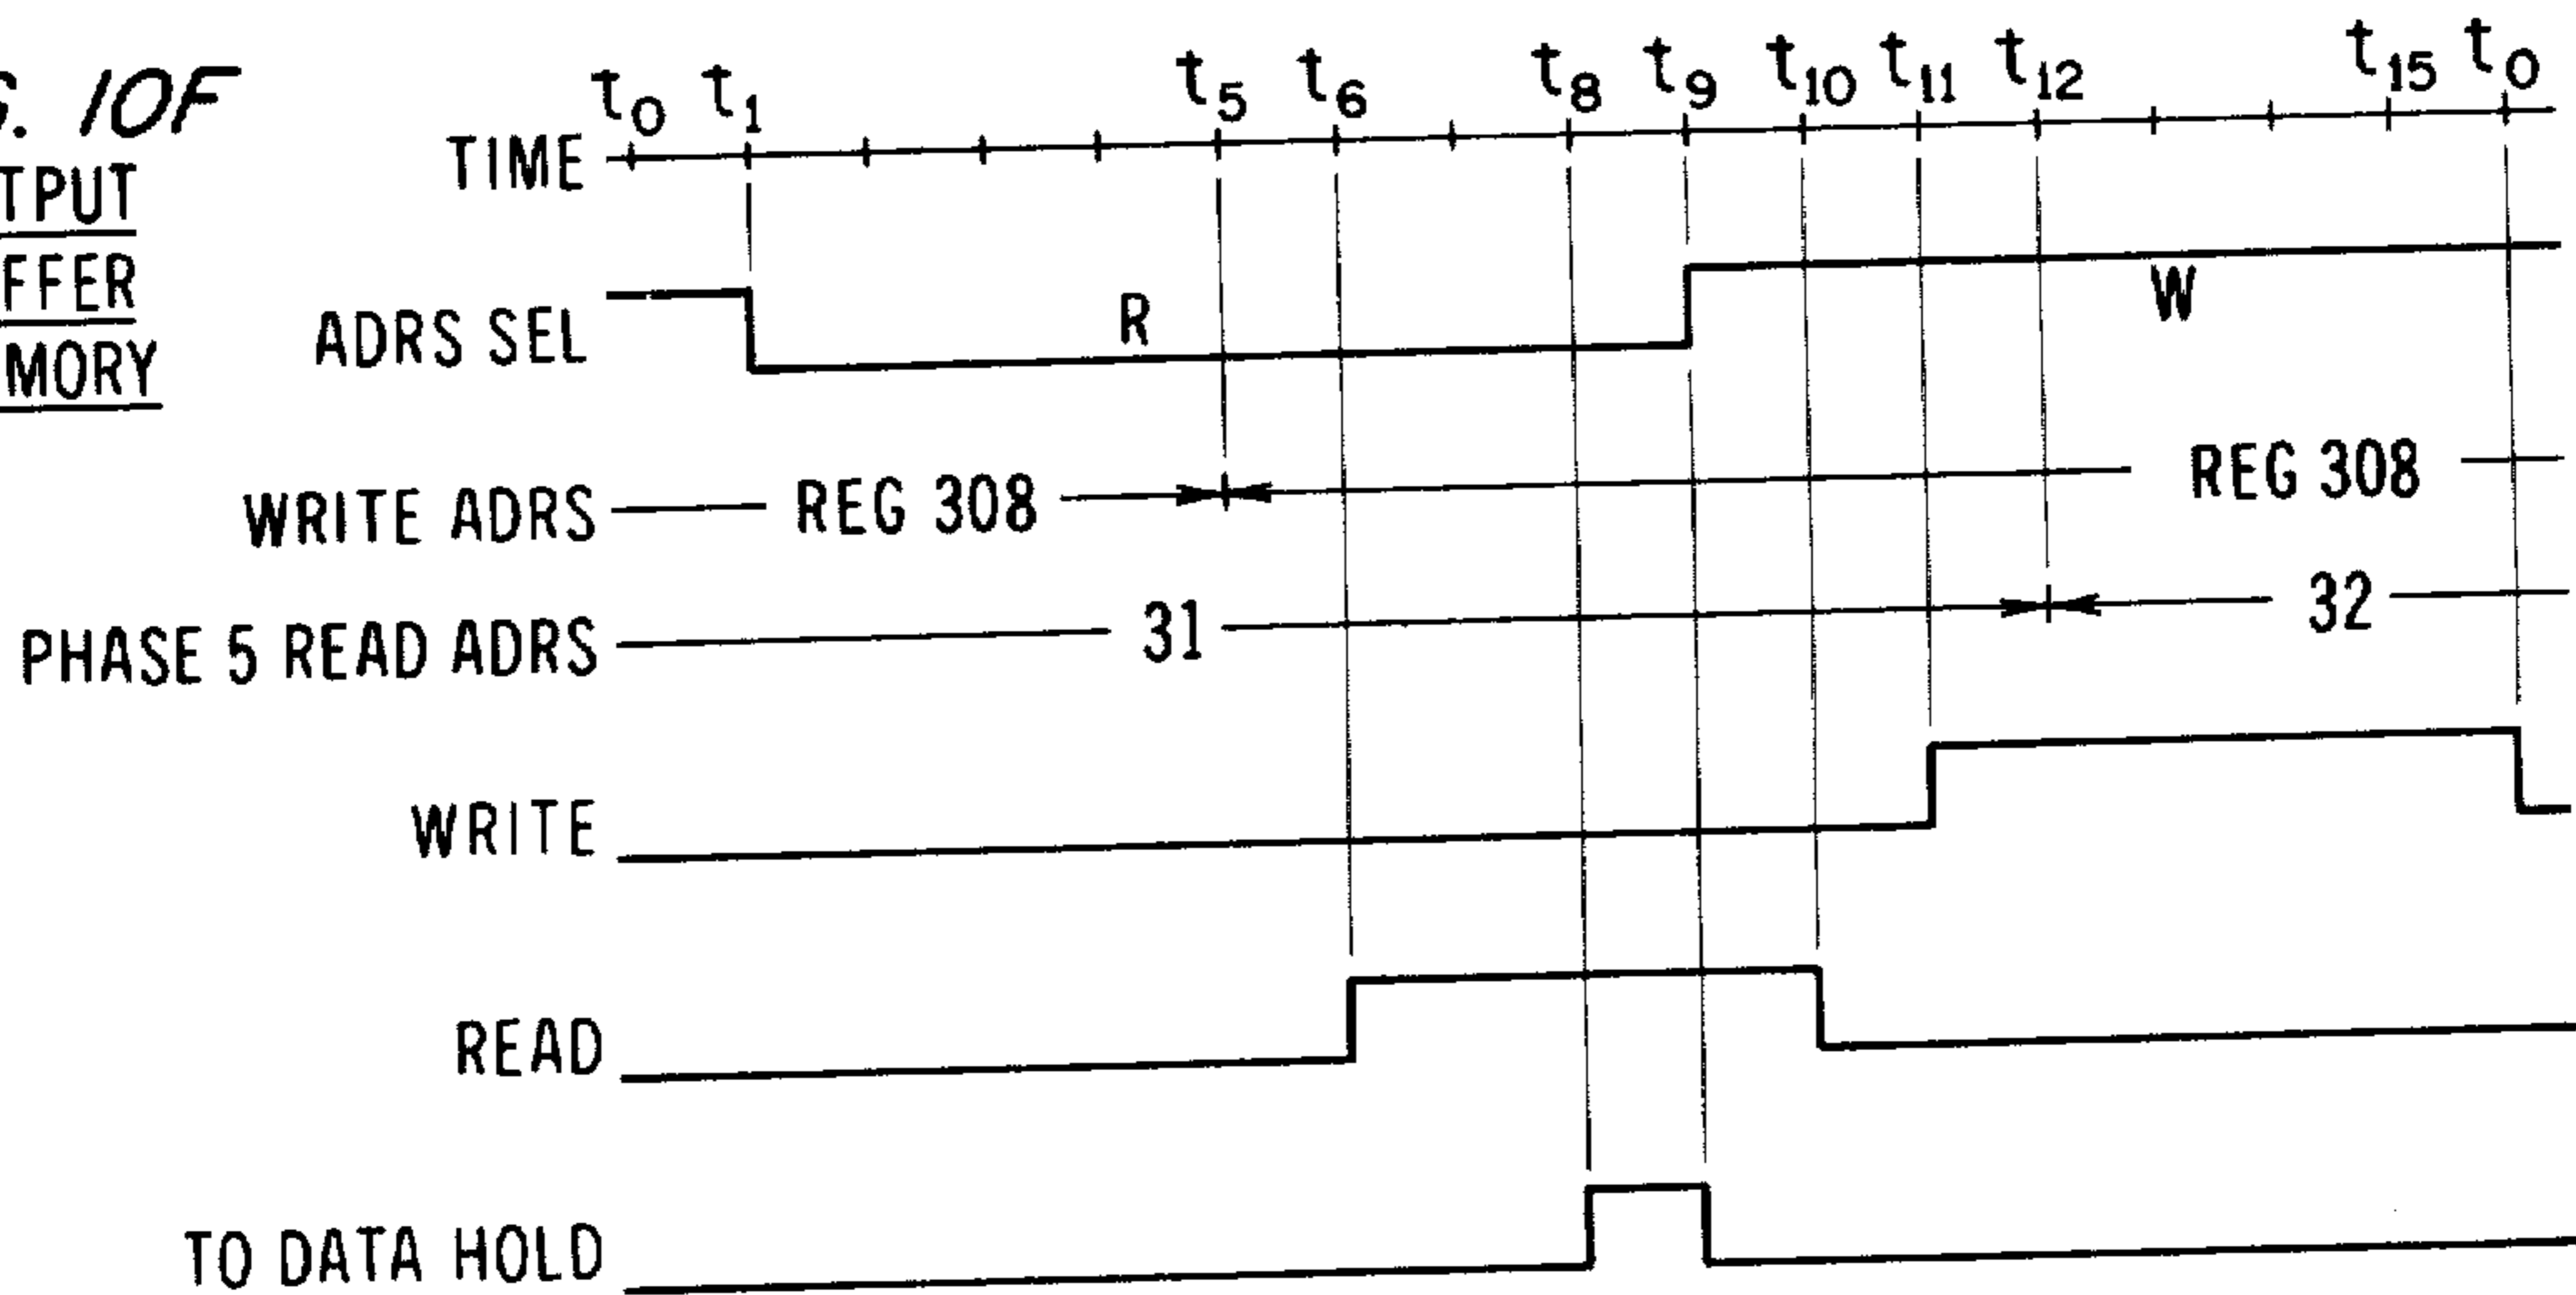 G. 10F
TPUT
FFER
MORY
t0 t1 t5 t6 t8 t9 t10 t11 t12 t15 t0
TIME
ADRS SEL R W
WRITE ADRS REG 308 REG 308
PHASE 5 READ ADRS 31 32
WRITE
READ
TO DATA HOLD